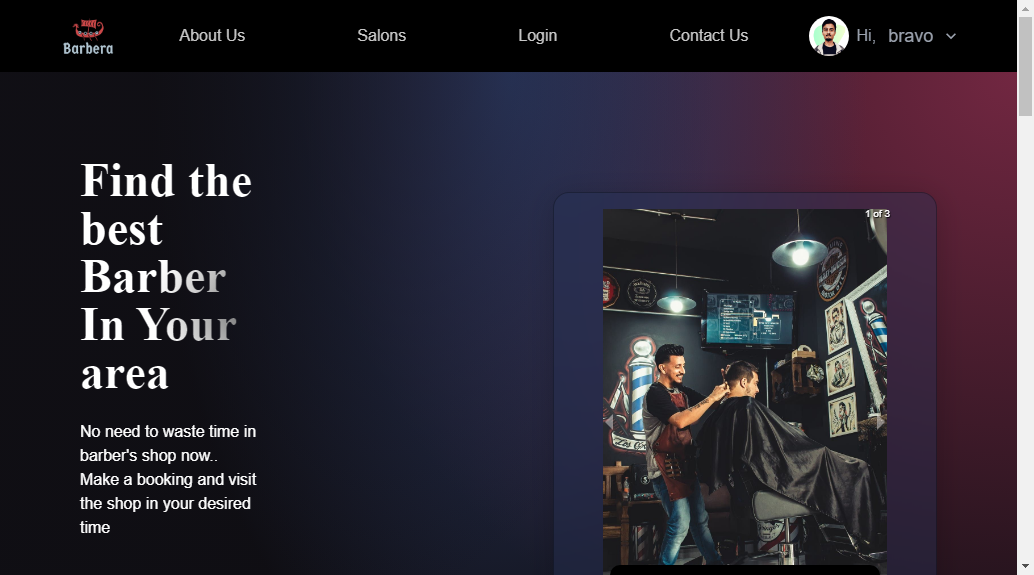 Barbera
About Us
Salons
Login
Contact Us
Hi, bravo
Find the
best
Barber
In Your
area
No need to waste time in
barber's shop now..
Make a booking and visit
the shop in your desired
time
1 of 3